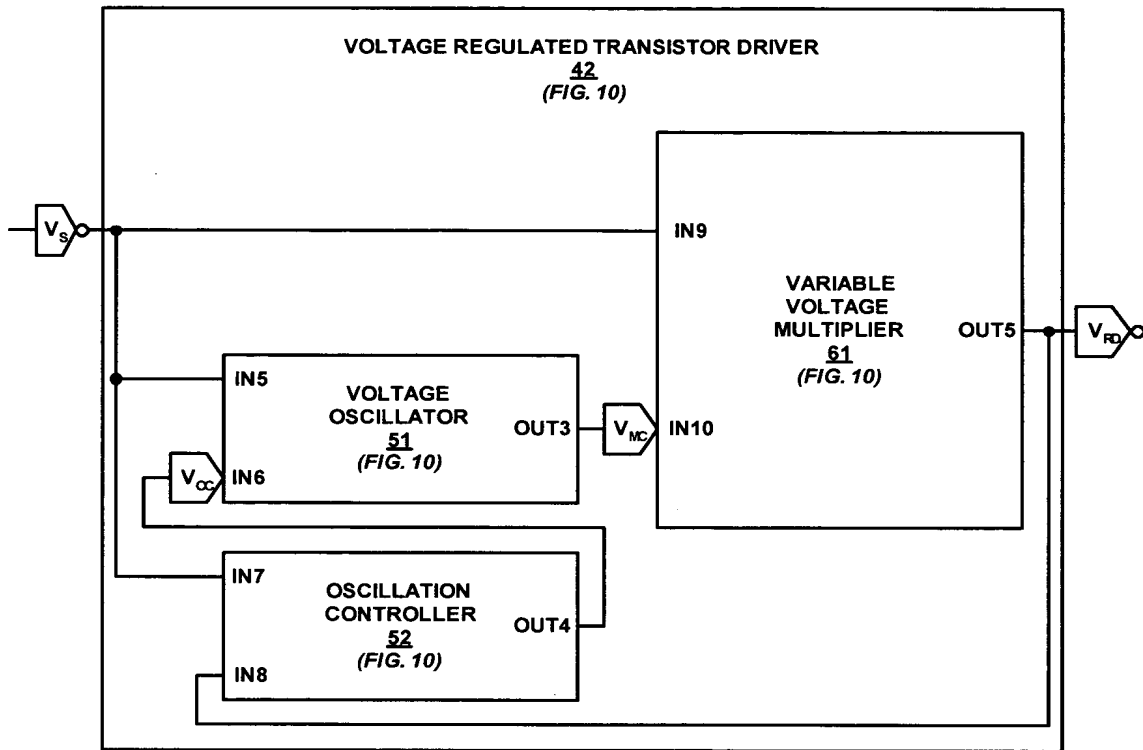 VOLTAGE REGULATED TRANSISTOR DRIVER
42
(FIG. 10)
VS
IN9
VARIABLE
VOLTAGE
MULTIPLIER
61
(FIG. 10)
OUT5
VRD
IN10
IN5
VOLTAGE
OSCILLATOR
51
(FIG. 10)
OUT3
VMC
VOC
IN6
IN7
OSCILLATION
CONTROLLER
52
(FIG. 10)
OUT4
IN8